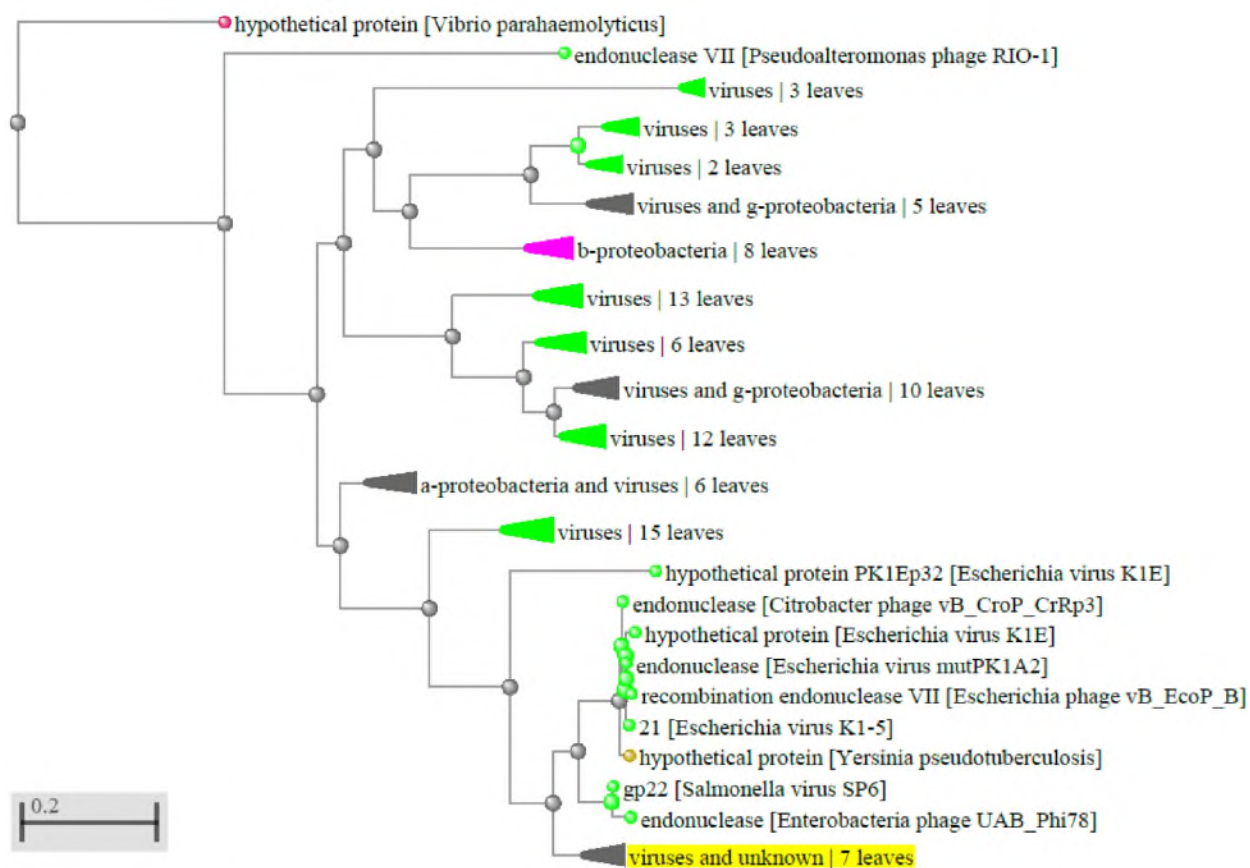 hypothetical protein [Vibrio parahaemolyticus]
endonuclease VII [Pseudoalteromonas phage RIO-1]
viruses | 3 leaves
viruses | 3 leaves
viruses | 2 leaves
viruses and g-proteobacteria | 5 leaves
b-proteobacteria | 8 leaves
viruses | 13 leaves
viruses | 6 leaves
viruses and g-proteobacteria | 10 leaves
viruses | 12 leaves
a-proteobacteria and viruses | 6 leaves
viruses | 15 leaves
hypothetical protein PK1Ep32 [Escherichia virus K1E]
endonuclease [Citrobacter phage vB_CroP_CrRp3]
hypothetical protein [Escherichia virus K1E]
endonuclease [Escherichia virus mutPK1A2]
recombination endonuclease VII [Escherichia phage vB_EcoP_B]
21 [Escherichia virus K1-5]
hypothetical protein [Yersinia pseudotuberculosis]
gp22 [Salmonella virus SP6]
0.2
endonuclease [Enterobacteria phage UAB_Phi78]
viruses and unknown | 7 leaves